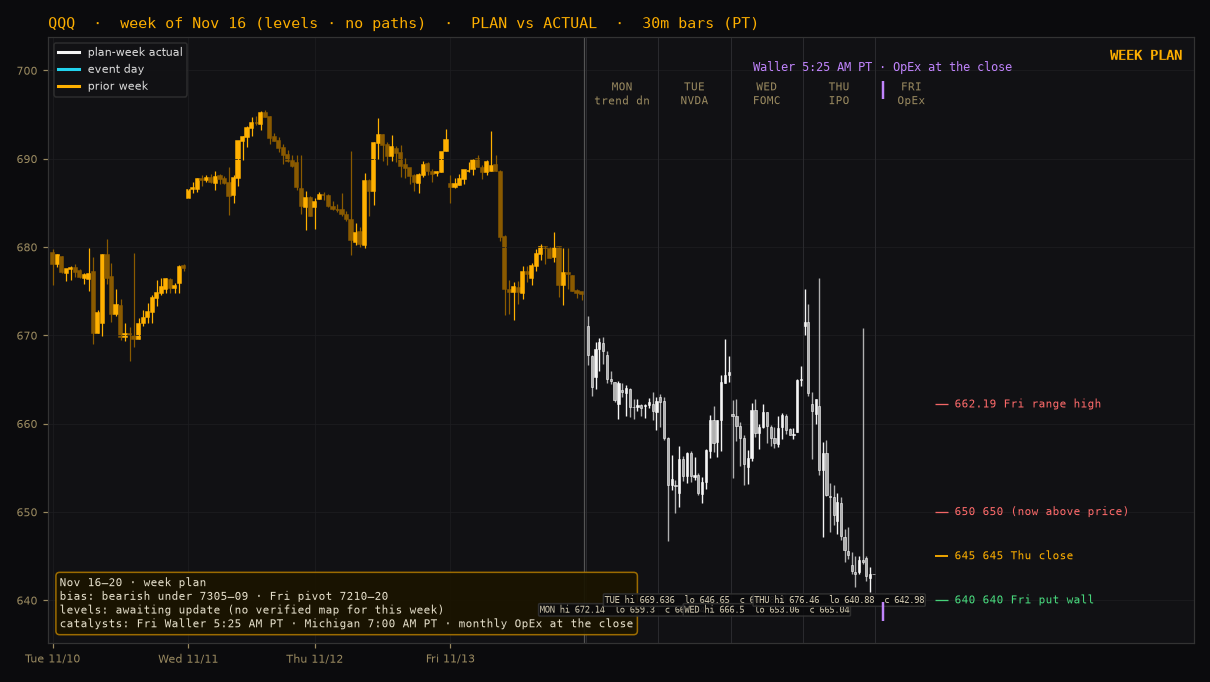 QQQ · week of Nov 16 (levels · no paths) · PLAN vs ACTUAL · 30m bars (PT)
plan-week actual
event day
prior week
WEEK PLAN
Waller 5:25 AM PT · OpEx at the close
MON
trend dn
TUE
NVDA
WED
FOMC
THU
IPO
FRI
OpEx
700
690
680
670
660
650
640
662.19 Fri range high
650 650 (now above price)
645 645 Thu close
640 640 Fri put wall
Nov 16—20 · week plan
bias: bearish under 7305—09 · Fri pivot 7210—20
levels: awaiting update (no verified map for this week)
catalysts: Fri Waller 5:25 AM PT · Michigan 7:00 AM PT · monthly OpEx at the close
TUE hi 669.636 lo 646.65 c
THU hi 676.46 lo 640.88 c 642.98
MON hi 672.14 lo 659.3 c
WED hi 666.5 lo 653.06 c 665.04
Tue 11/10
Wed 11/11
Thu 11/12
Fri 11/13